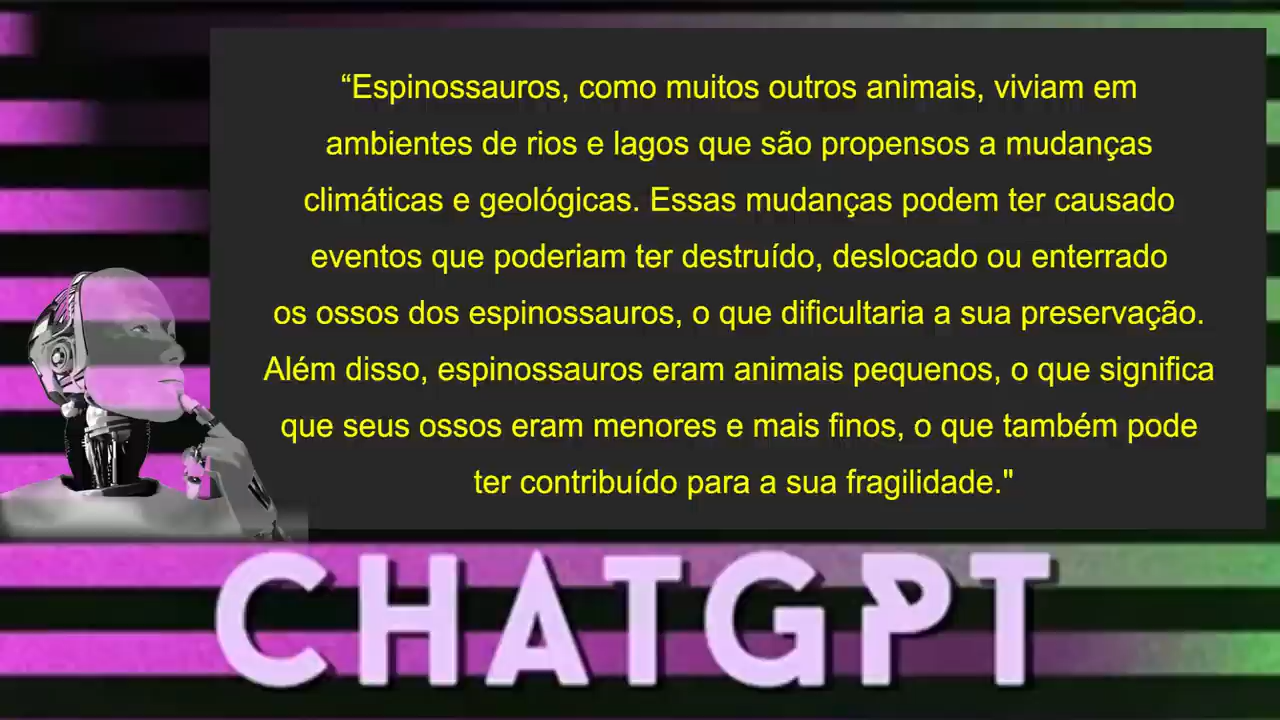 “Espinossauros, como muitos outros animais, viviam em
ambientes de rios e lagos que são propensos a mudanças
climáticas e geológicas. Essas mudanças podem ter causado
eventos que poderiam ter destruído, deslocado ou enterrado
os ossos dos espinossauros, o que dificultaria a sua preservação.
Além disso, espinossauros eram animais pequenos, o que significa
que seus ossos eram menores e mais finos, o que também pode
ter contribuído para a sua fragilidade."
CHATGPT